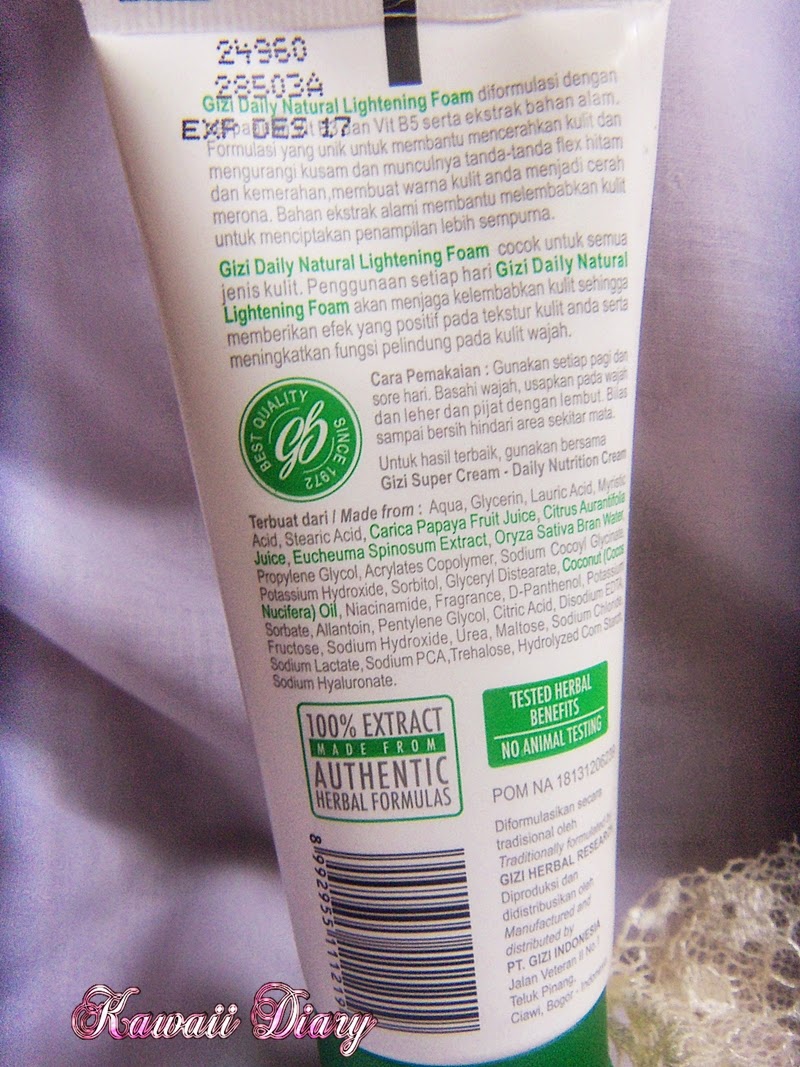 24960
28503A
EXP DES 17
Gizi Daily Natural Lightening Foam diformulasi dengan
dan Vit B5 serta ekstrak bahan alam.
Formulasi yang unik untuk membantu mencerahkan kulit dan
mengurangi kusam dan munculnya tanda-tanda flex hitam
dan kemerahan,membuat warna kulit anda menjadi cerah
merona. Bahan ekstrak alami membantu melembabkan kulit
untuk menciptakan penampilan lebih sempurna.
Gizi Daily Natural Lightening Foam cocok untuk semua
jenis kulit. Penggunaan setiap hari Gizi Daily Natural
Lightening Foam akan menjaga kelembabkan kulit sehingga
memberikan efek yang positif pada tekstur kulit anda serta
meningkatkan fungsi pelindung pada kulit wajah.
BEST QUALITY
SINCE 1972
Cara Pemakaian : Gunakan setiap pagi dan
sore hari. Basahi wajah, usapkan pada wajah
dan leher dan pijat dengan lembut. Bilas
sampai bersih hindari area sekitar mata.
Untuk hasil terbaik, gunakan bersama
Gizi Super Cream - Daily Nutrition Cream
Terbuat dari / Made from : Aqua, Glycerin, Lauric Acid, Myristic
Acid, Stearic Acid, Carica Papaya Fruit Juice, Citrus Aurantifolia
Juice, Eucheuma Spinosum Extract, Oryza Sativa Bran Water,
Propylene Glycol, Acrylates Copolymer, Sodium Cocoyl Glycinate,
Potassium Hydroxide, Sorbitol, Glyceryl Distearate, Coconut (Cocos
Nucifera) Oil, Niacinamide, Fragrance, D-Panthenol, Potassium
Sorbate, Allantoin, Pentylene Glycol, Citric Acid, Disodium EDTA,
Fructose, Sodium Hydroxide, Urea, Maltose, Sodium Chloride,
Sodium Lactate, Sodium PCA,Trehalose, Hydrolyzed Corn Starch,
Sodium Hyaluronate.
100% EXTRACT
MADE FROM
AUTHENTIC
HERBAL FORMULAS
TESTED HERBAL
BENEFITS
NO ANIMAL TESTING
POM NA
Diformulasikan secara
tradisional oleh
Traditionally formulated by
GIZI HERBAL RESEARCH
Diproduksi dan
didistribusikan oleh
Manufactured and
distributed by
PT. GIZI INDONESIA
Jalan Veteran II No.1
Teluk Pinang,
Ciawi, Bogor - Indonesia
Kawaii Diary